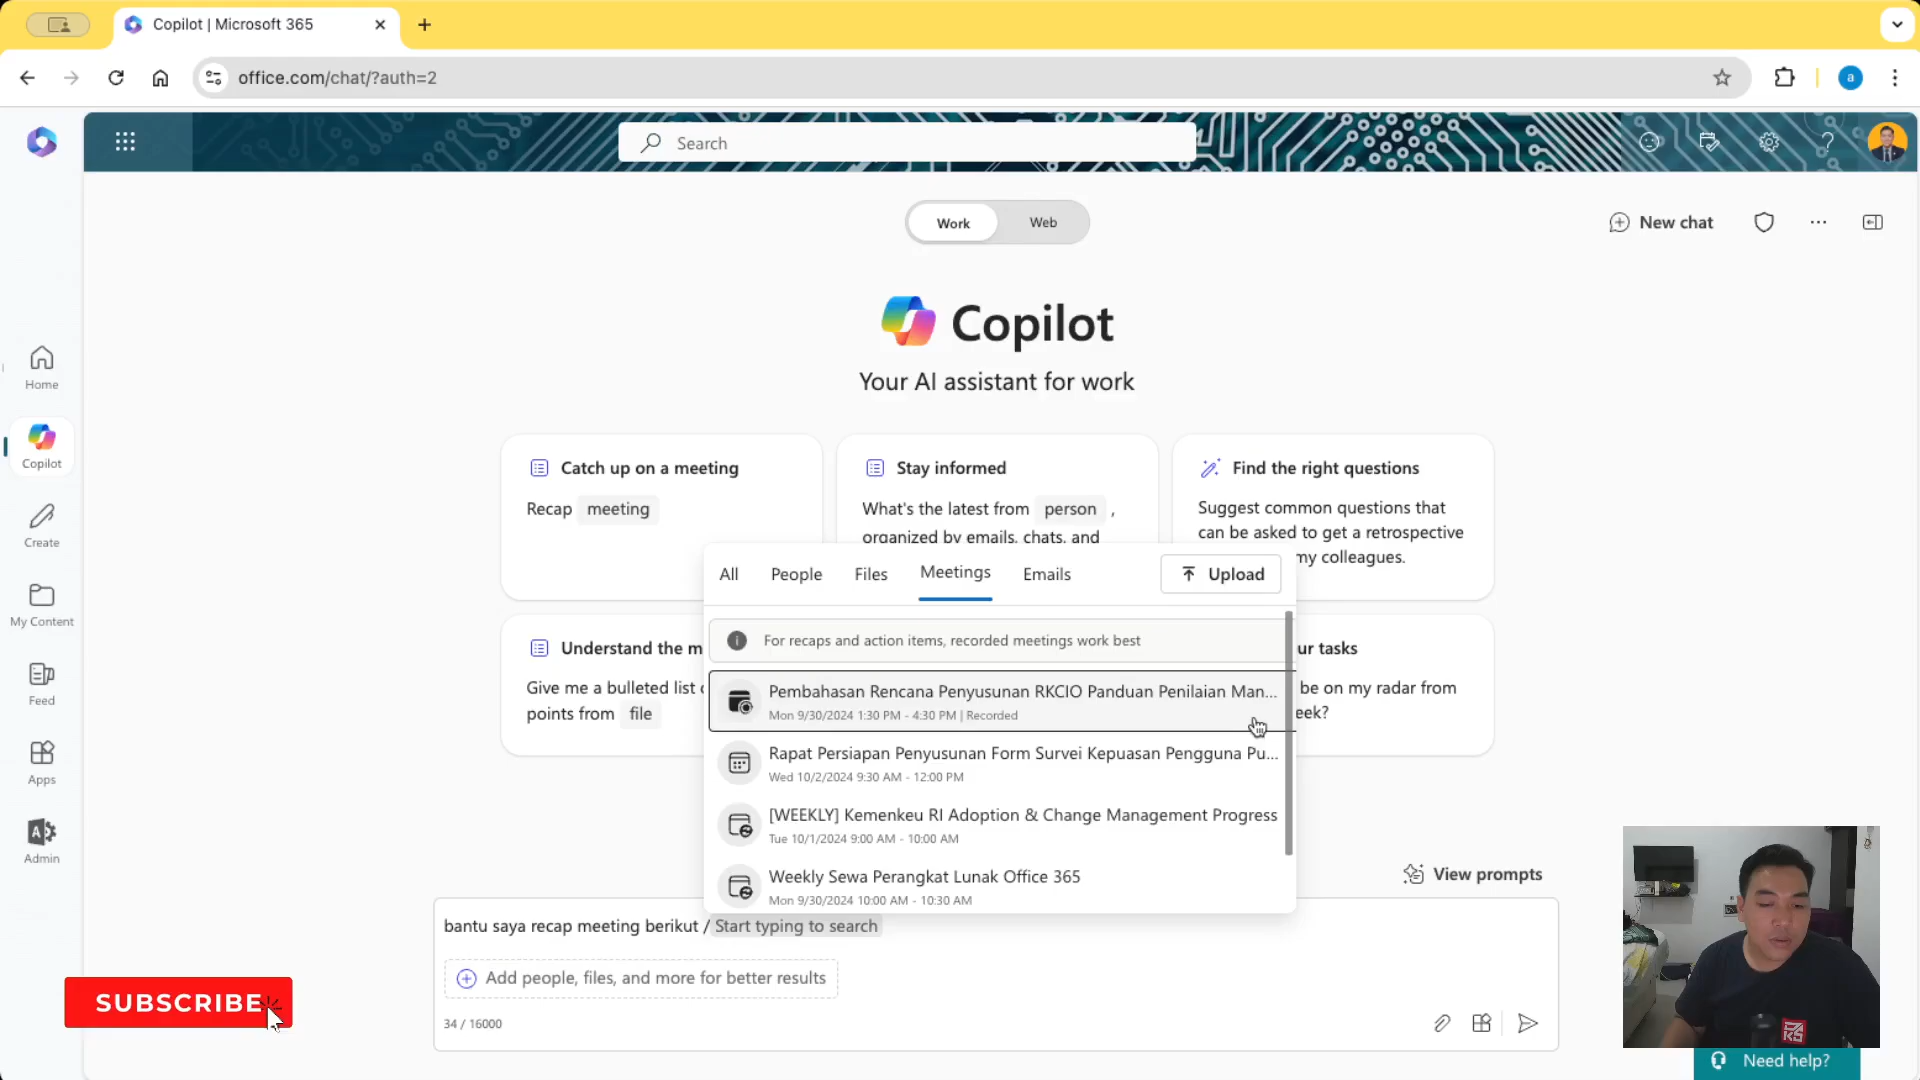 Copilot | Microsoft 365
office.com/chat/?auth=2
a
Search
Work
Web
New chat
Copilot
Your AI assistant for work
Home
Copilot
Create
My Content
Feed
Apps
Admin
Catch up on a meeting
Recap meeting
Stay informed
What's the latest from person ,
organized by emails, chats, and
Find the right questions
Suggest common questions that
can be asked to get a retrospective
my colleagues.
Understand the m
Give me a bulleted list
points from file
ur tasks
be on my radar from
eek?
All
People
Files
Meetings
Emails
Upload
For recaps and action items, recorded meetings work best
Pembahasan Rencana Penyusunan RKCIO Panduan Penilaian Man...
Mon 9/30/2024 1:30 PM - 4:30 PM | Recorded
Rapat Persiapan Penyusunan Form Survei Kepuasan Pengguna Pu...
Wed 10/2/2024 9:30 AM - 12:00 PM
[WEEKLY] Kemenkeu RI Adoption & Change Management Progress
Tue 10/1/2024 9:00 AM - 10:00 AM
Weekly Sewa Perangkat Lunak Office 365
Mon 9/30/2024 10:00 AM - 10:30 AM
View prompts
bantu saya recap meeting berikut / Start typing to search
Add people, files, and more for better results
34 / 16000
SUBSCRIBE
Need help?